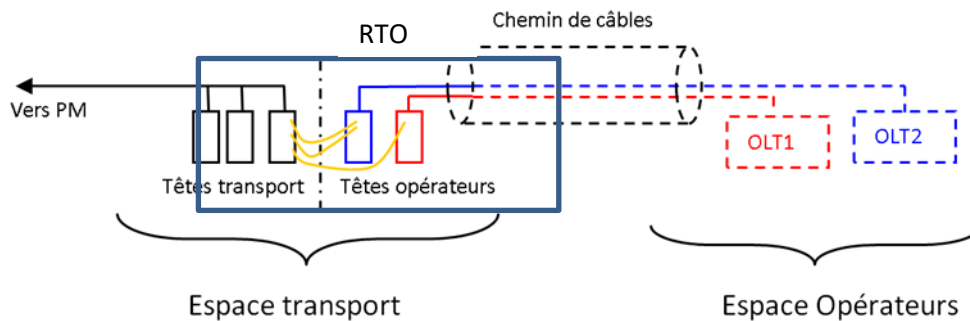 Chemin de câbles
RTO
Vers PM
OLT1
OLT2
Têtes transport
Têtes opérateurs
Espace transport
Espace Opérateurs